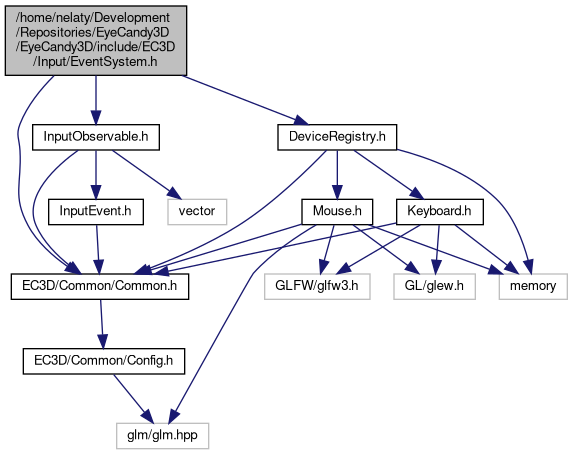 /home/nelaty/Development
/Repositories/EyeCandy3D
/EyeCandy3D/include/EC3D
/Input/EventSystem.h
InputObservable.h
DeviceRegistry.h
InputEvent.h
vector
Mouse.h
Keyboard.h
EC3D/Common/Common.h
GLFW/glfw3.h
GL/glew.h
memory
EC3D/Common/Config.h
glm/glm.hpp